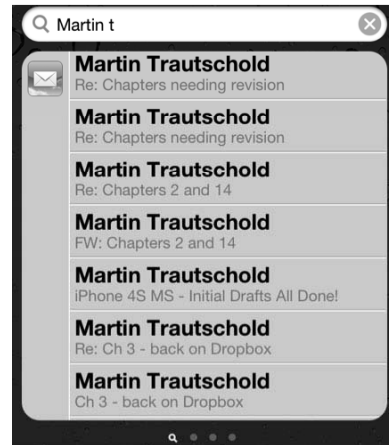 Martin t
Martin Trautschold
Re: Chapters needing revision
Martin Trautschold
Re: Chapters needing revision
Martin Trautschold
Re: Chapters 2 and 14
Martin Trautschold
FW: Chapters 2 and 14
Martin Trautschold
iPhone 4S MS - Initial Drafts All Done!
Martin Trautschold
Re: Ch 3 - back on Dropbox
Martin Trautschold
Ch 3 - back on Dropbox